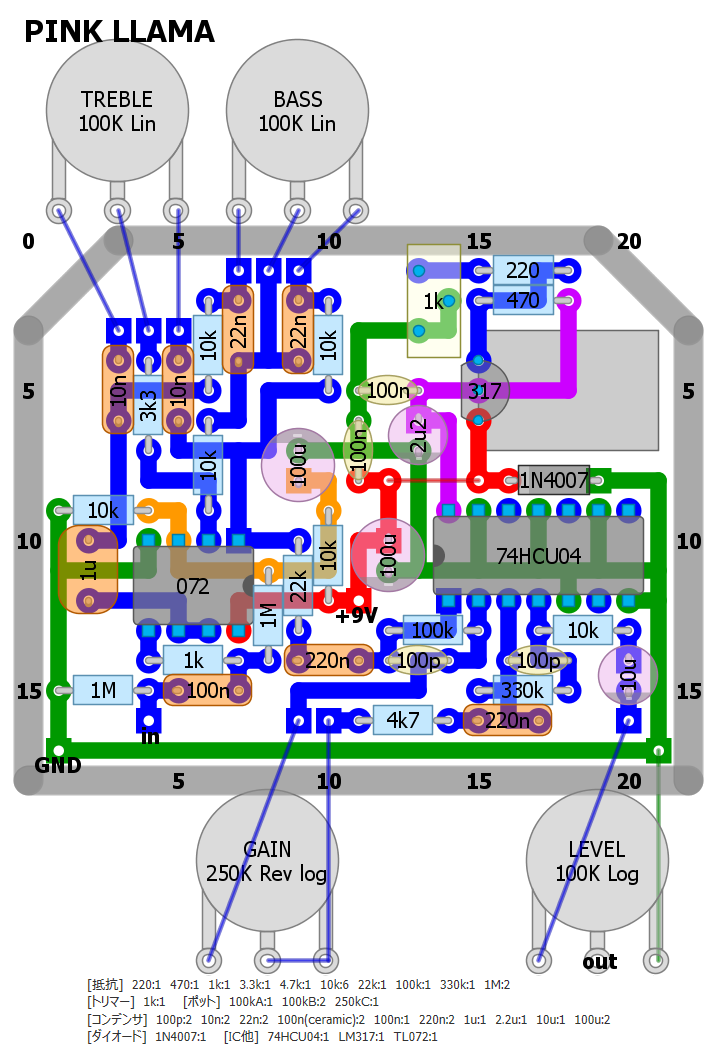 PINK LLAMA
TREBLE
100K Lin
BASS
100K Lin
0 5 10 15 20
220
1k
470
22n
22n
10k
10k
5 10n 3k3 10n 100n 317 5
2u2
100n
100u
10k
1N4007
10k
10 1u 072 10k 100u 74HCU04 10
22k
1M
+9V
100k
10k
1k
220n
100p
100p
10u
15 1M 100n 330k 15
4k7
220n
in
GND
5 10 15 20
GAIN
250K Rev log
LEVEL
100K Log
out
[抵抗] 220:1 470:1 1k:1 3.3k:1 4.7k:1 10k:6 22k:1 100k:1 330k:1 1M:2
[トリマー] 1k:1 [ポット] 100kA:1 100kB:2 250kC:1
[コンデンサ] 100p:2 10n:2 22n:2 100n(ceramic):2 100n:1 220n:2 1u:1 2.2u:1 10u:1 100u:2
[ダイオード] 1N4007:1 [IC他] 74HCU04:1 LM317:1 TL072:1